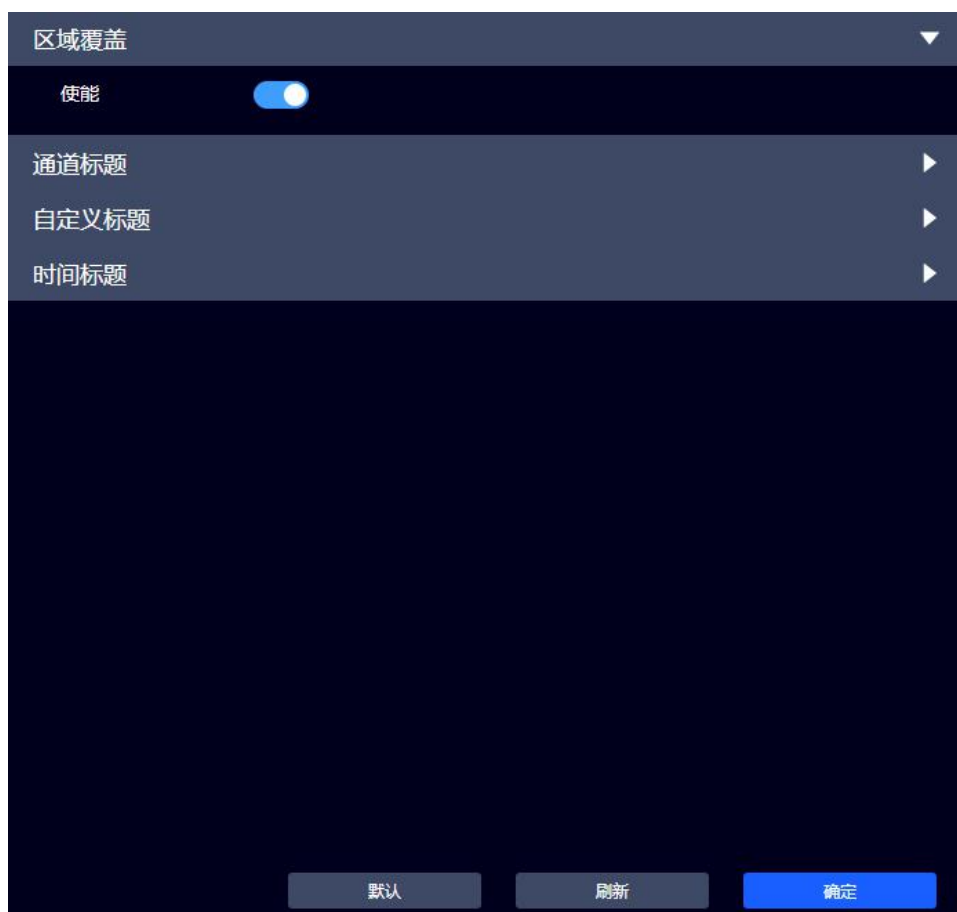 区域覆盖
使能
通道标题
自定义标题
时间标题
默认 刷新 确定